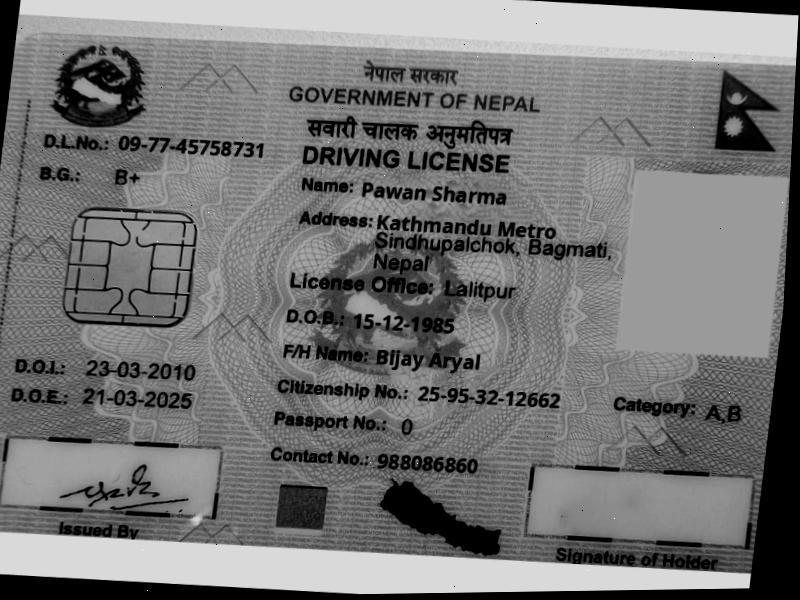 नेपाल सरकार
GOVERNMENT OF NEPAL
सवारी चालक अनुमतिपत्र
DRIVING LICENSE
D.L.No.: 09-77-45758731
B.G.: B+
Name: Pawan Sharma
Address: Kathmandu Metro
Sindhupalchok, Bagmati,
Nepal
License Office: Lalitpur
D.O.B.: 15-12-1985
F/H Name: Bijay Aryal
D.O.I.: 23-03-2010
D.O.E.: 21-03-2025
Citizenship No.: 25-95-32-12662
Category: A,B
Passport No.: 0
Contact No.: 988086860
Issued By
Signature of Holder